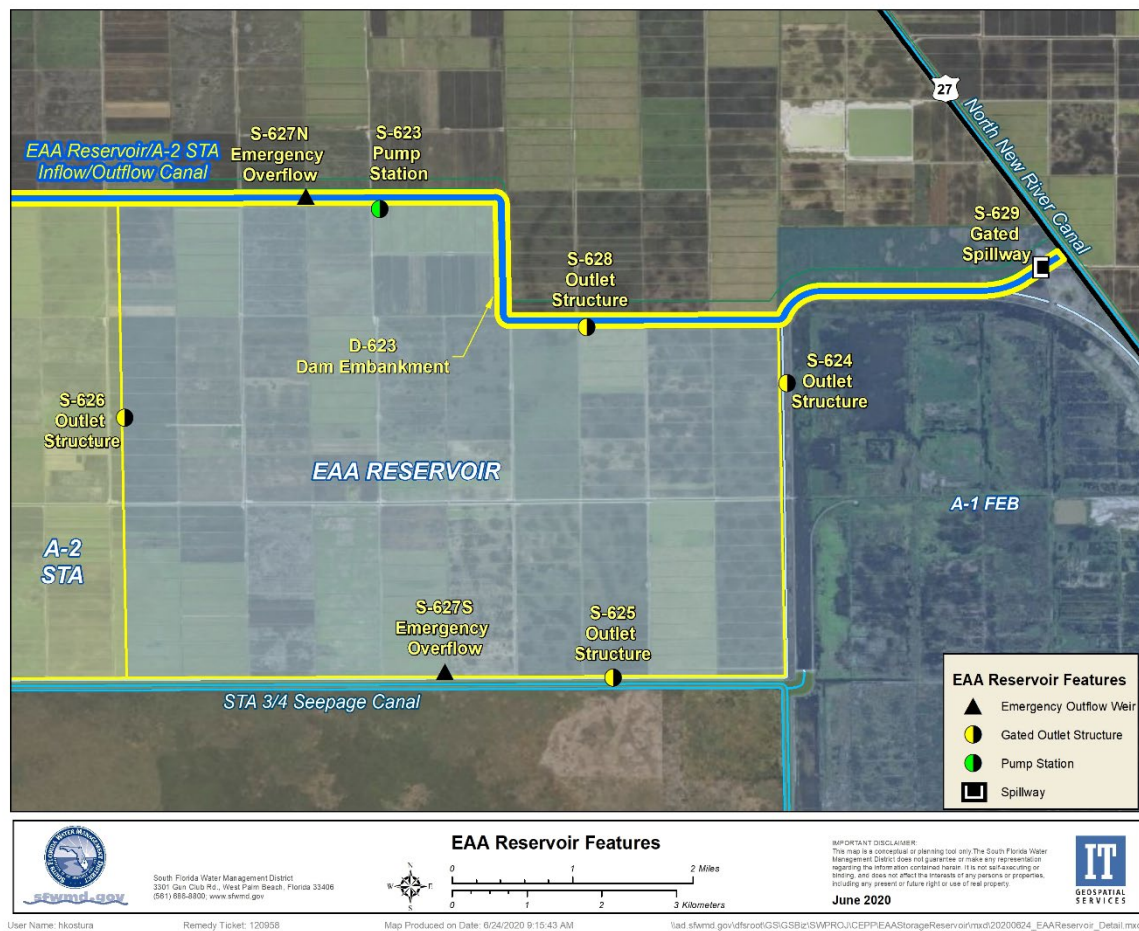 27
North New River Canal
S-627N
Emergency
Overflow
S-623
Pump
Station
EAA Reservoir/A-2 STA
Inflow/Outflow Canal
S-629
Gated
Spillway
S-628
Outlet
Structure
D-623
Dam Embankment
S-624
Outlet
Structure
S-626
Outlet
Structure
EAA RESERVOIR
A-1 FEB
A-2
STA
S-627S
Emergency
Overflow
S-625
Outlet
Structure
STA 3/4 Seepage Canal
EAA Reservoir Features
Emergency Outflow Weir
Gated Outlet Structure
Pump Station
Spillway
SOUTH FLORIDA WATER MANAGEMENT DISTRICT
sfwmd.gov
South Florida Water Management District
3301 Gun Club Rd., West Palm Beach, Florida 33406
(561) 686-8800; www.sfwmd.gov
EAA Reservoir Features
N
W E
S
0 1 2 Miles
0 1 2 3 Kilometers
IMPORTANT DISCLAIMER:
This map is a conceptual or planning tool only. The South Florida Water
Management District does not guarantee or make any representation
regarding the information contained herein. It is not self-executing or
binding, and does not affect the interests of any persons or properties,
including any present or future right or use of real property.
June 2020
IT
GEOSPATIAL
SERVICES
User Name: hkostura
Remedy Ticket: 120958
Map Produced on Date: 6/24/2020 9:15:43 AM
\\ad.sfwmd.gov\dfsroot\GS\GSBiz\SWPROJ\CEPP\EAAStorageReservoir\mxd\20200624_EAAReservoir_Detail.mxd